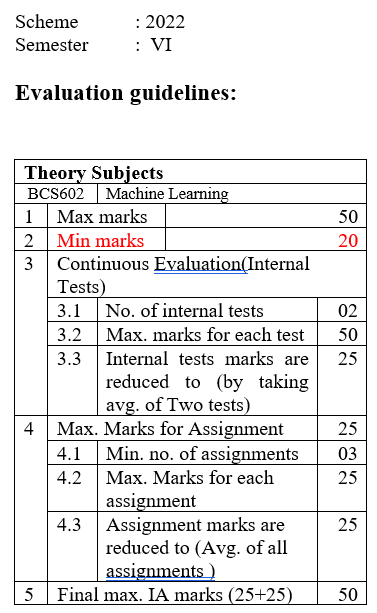 Scheme : 2022
Semester : VI
Evaluation guidelines:
Theory Subjects
BCS602 Machine Learning
1 Max marks 50
2 Min marks 20
3 Continuous Evaluation(Internal
Tests)
3.1 No. of internal tests 02
3.2 Max. marks for each test 50
3.3 Internal tests marks are 25
reduced to (by taking
avg. of Two tests)
4 Max. Marks for Assignment 25
4.1 Min. no. of assignments 03
4.2 Max. Marks for each 25
assignment
4.3 Assignment marks are 25
reduced to (Avg. of all
assignments )
5 Final max. IA marks (25+25) 50